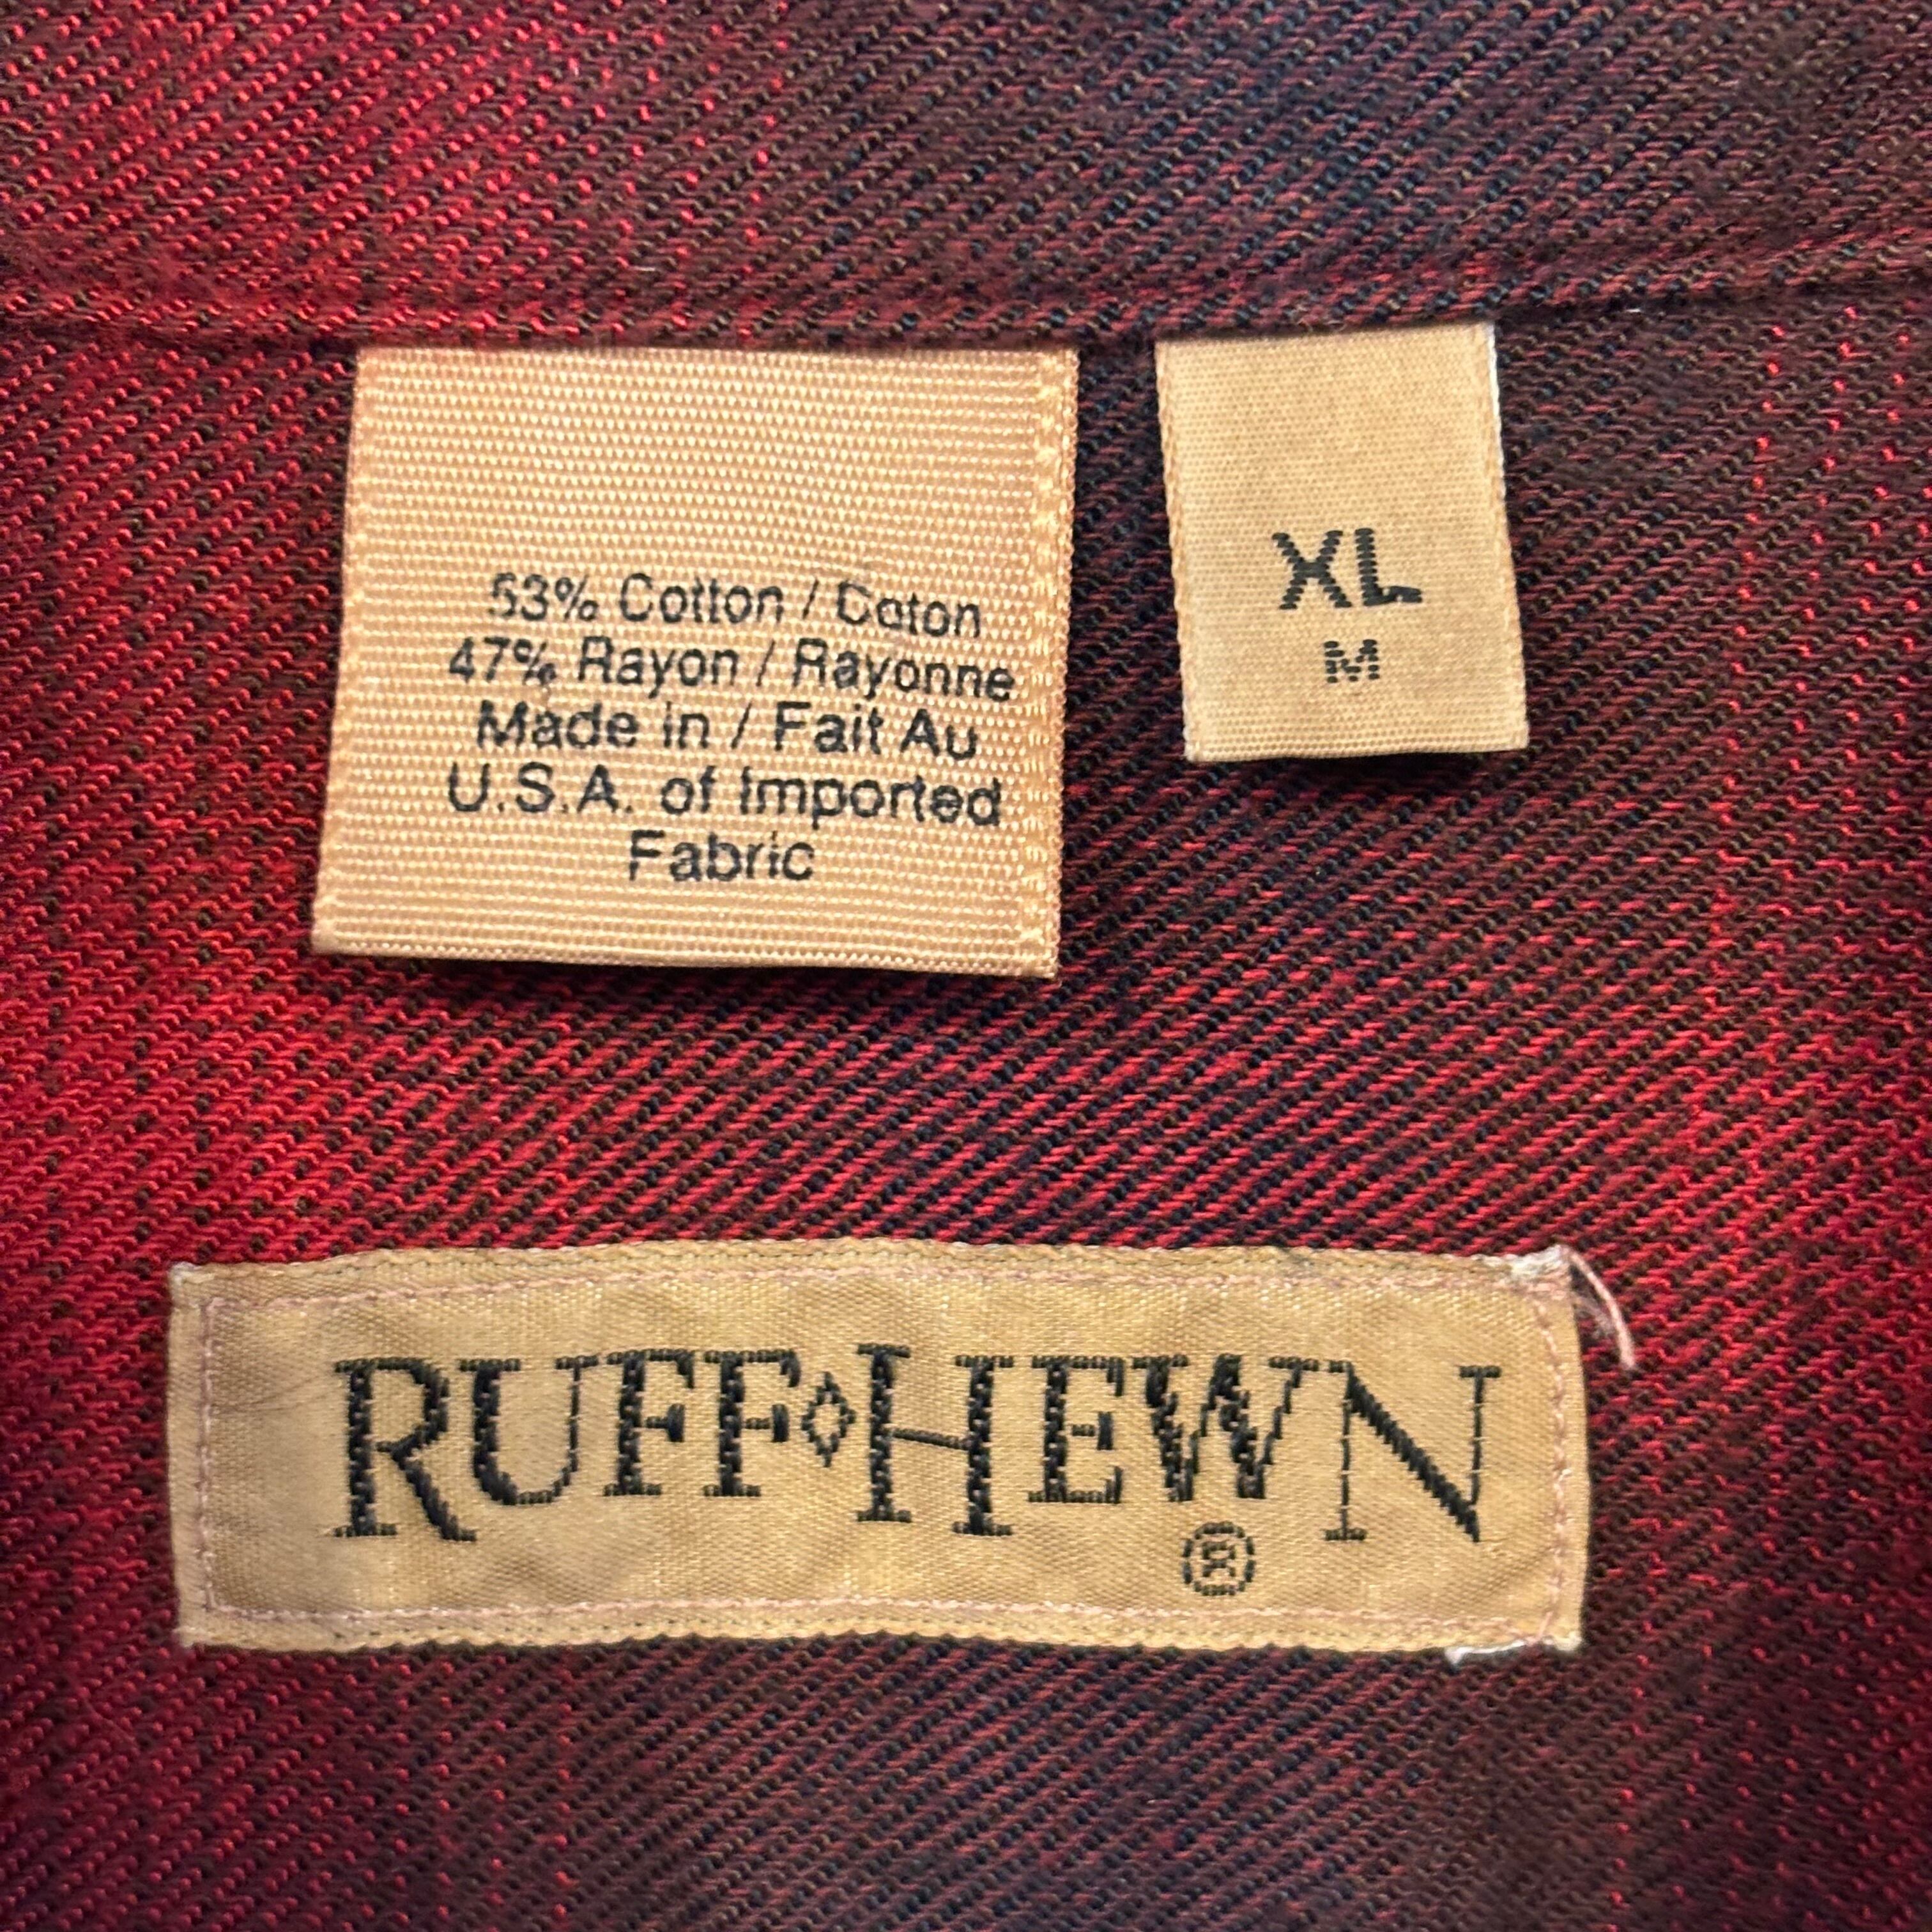 53% Cotton / Coton
47% Rayon / Rayonne
Made in / Fait Au
U.S.A. of Imported
Fabric
XL
M
RUFF◇HEWN
®